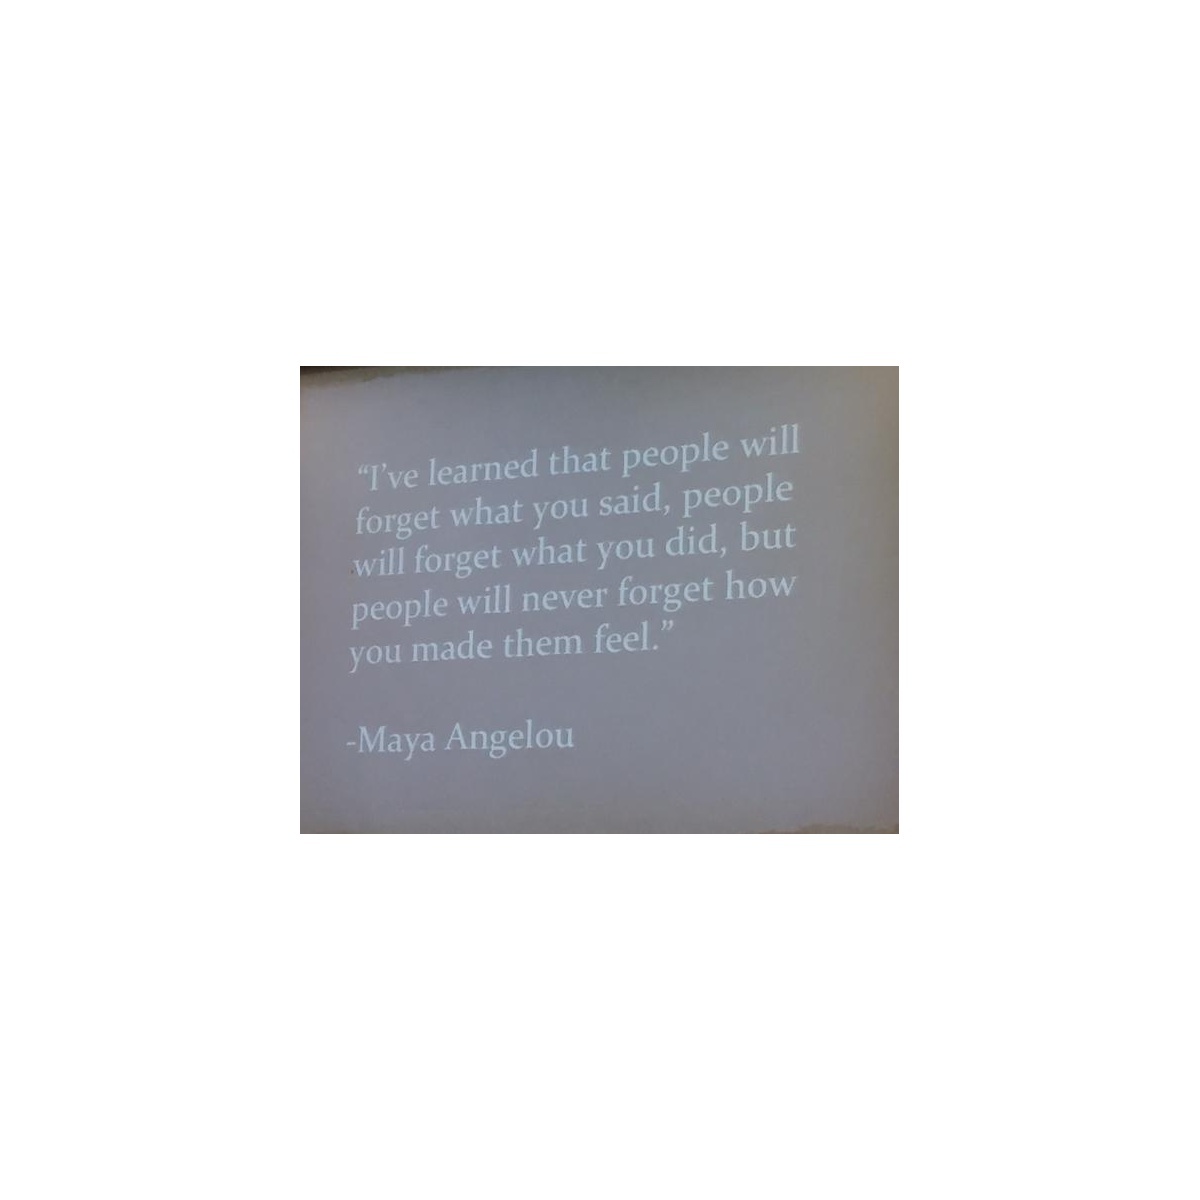 “I’ve learned that people will
forget what you said, people
will forget what you did, but
people will never forget how
you made them feel.”
-Maya Angelou